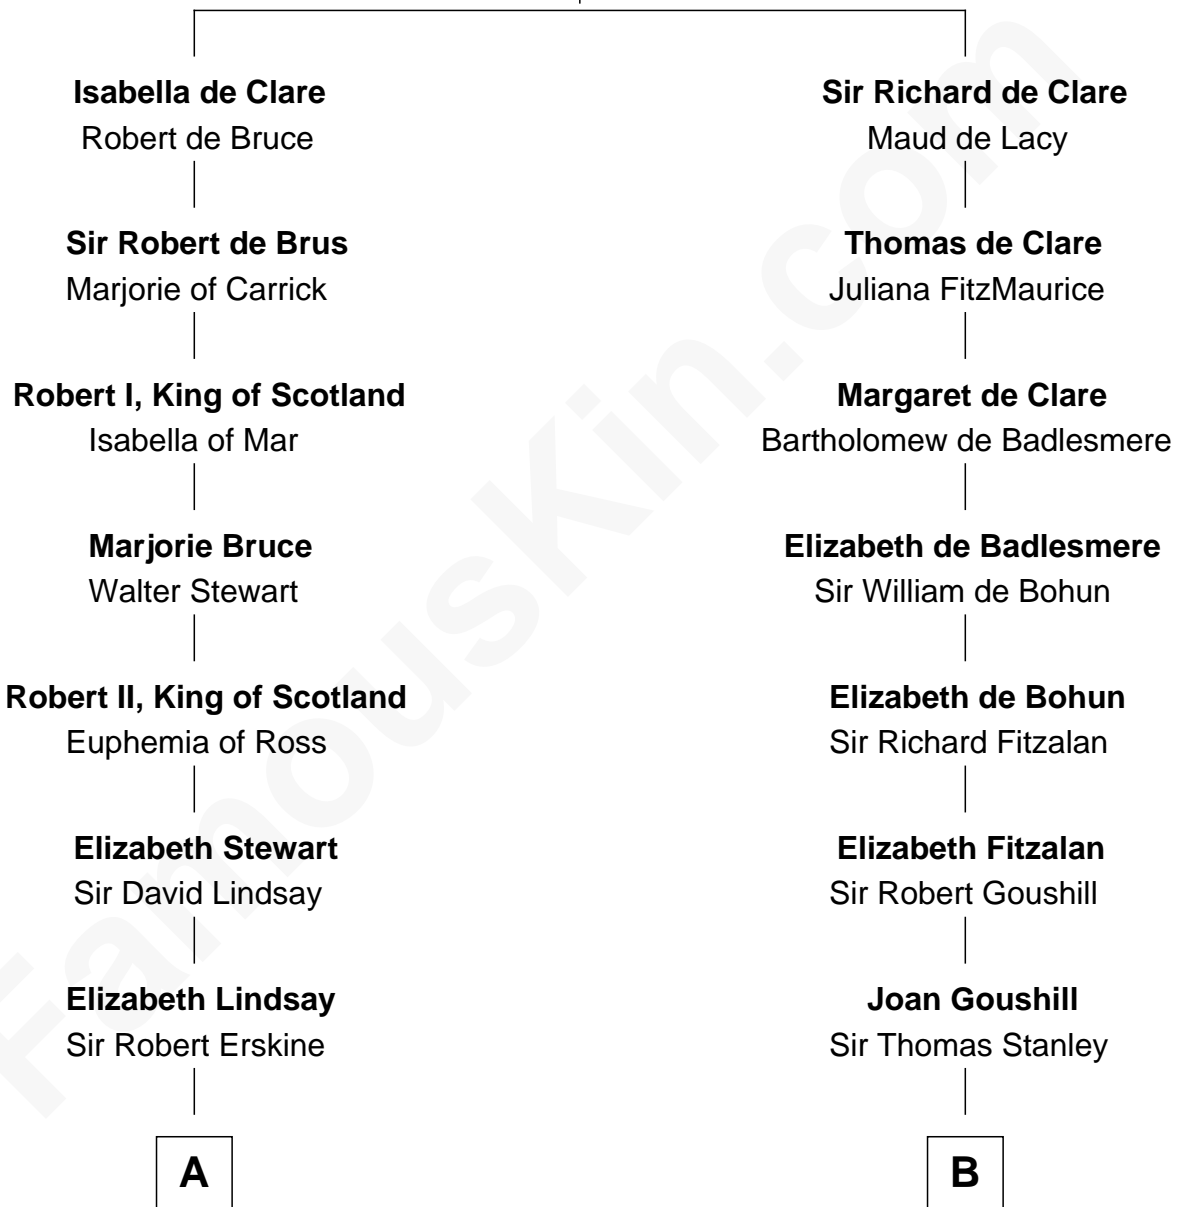 Isabella de Clare
Robert de Bruce
Sir Robert de Brus
Marjorie of Carrick
Robert I, King of Scotland
Isabella of Mar
Marjorie Bruce
Walter Stewart
Robert II, King of Scotland
Euphemia of Ross
Elizabeth Stewart
Sir David Lindsay
Elizabeth Lindsay
Sir Robert Erskine
A
Sir Richard de Clare
Maud de Lacy
Thomas de Clare
Juliana FitzMaurice
Margaret de Clare
Bartholomew de Badlesmere
Elizabeth de Badlesmere
Sir William de Bohun
Elizabeth de Bohun
Sir Richard Fitzalan
Elizabeth Fitzalan
Sir Robert Goushill
Joan Goushill
Sir Thomas Stanley
B
FamousKin.com